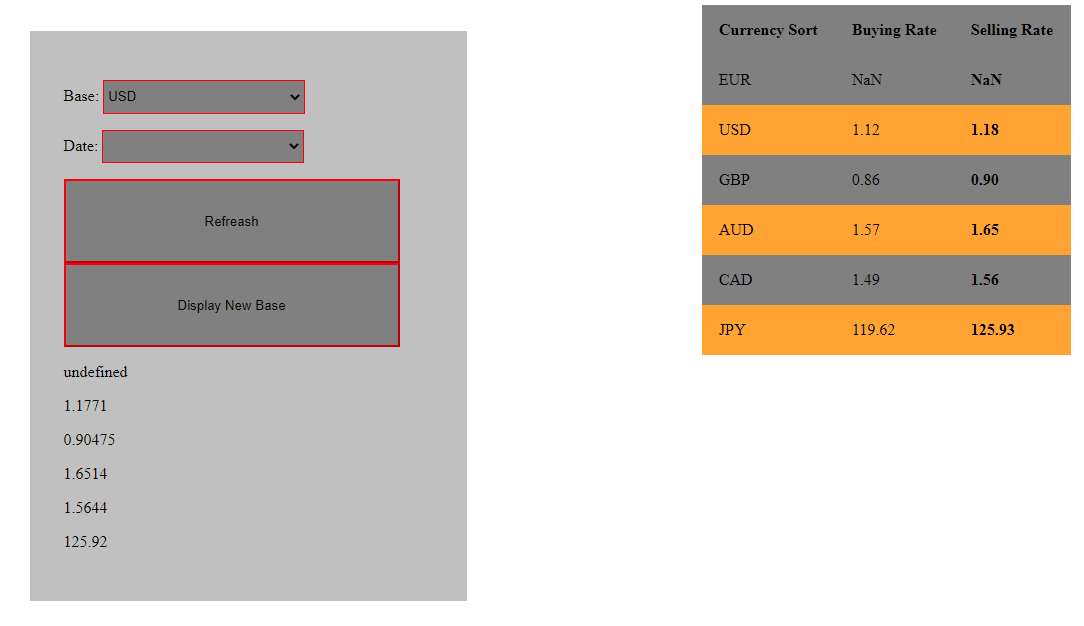 Base: USD
Date:
Refreash
Display New Base
undefined
1.1771
0.90475
1.6514
1.5644
125.92
Currency Sort Buying Rate Selling Rate
EUR NaN NaN
USD 1.12 1.18
GBP 0.86 0.90
AUD 1.57 1.65
CAD 1.49 1.56
JPY 119.62 125.93